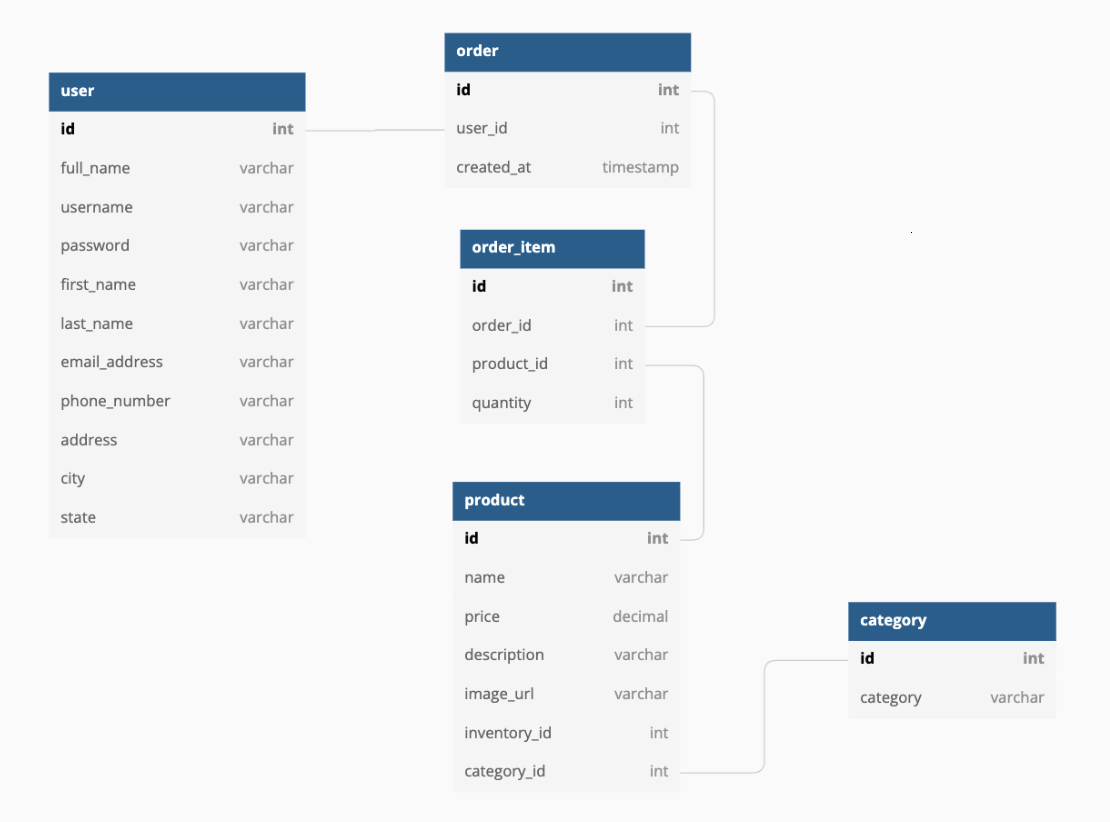 user
id int
full_name varchar
username varchar
password varchar
first_name varchar
last_name varchar
email_address varchar
phone_number varchar
address varchar
city varchar
state varchar
order
id int
user_id int
created_at timestamp
order_item
id int
order_id int
product_id int
quantity int
product
id int
name varchar
price decimal
description varchar
image_url varchar
inventory_id int
category_id int
category
id int
category varchar